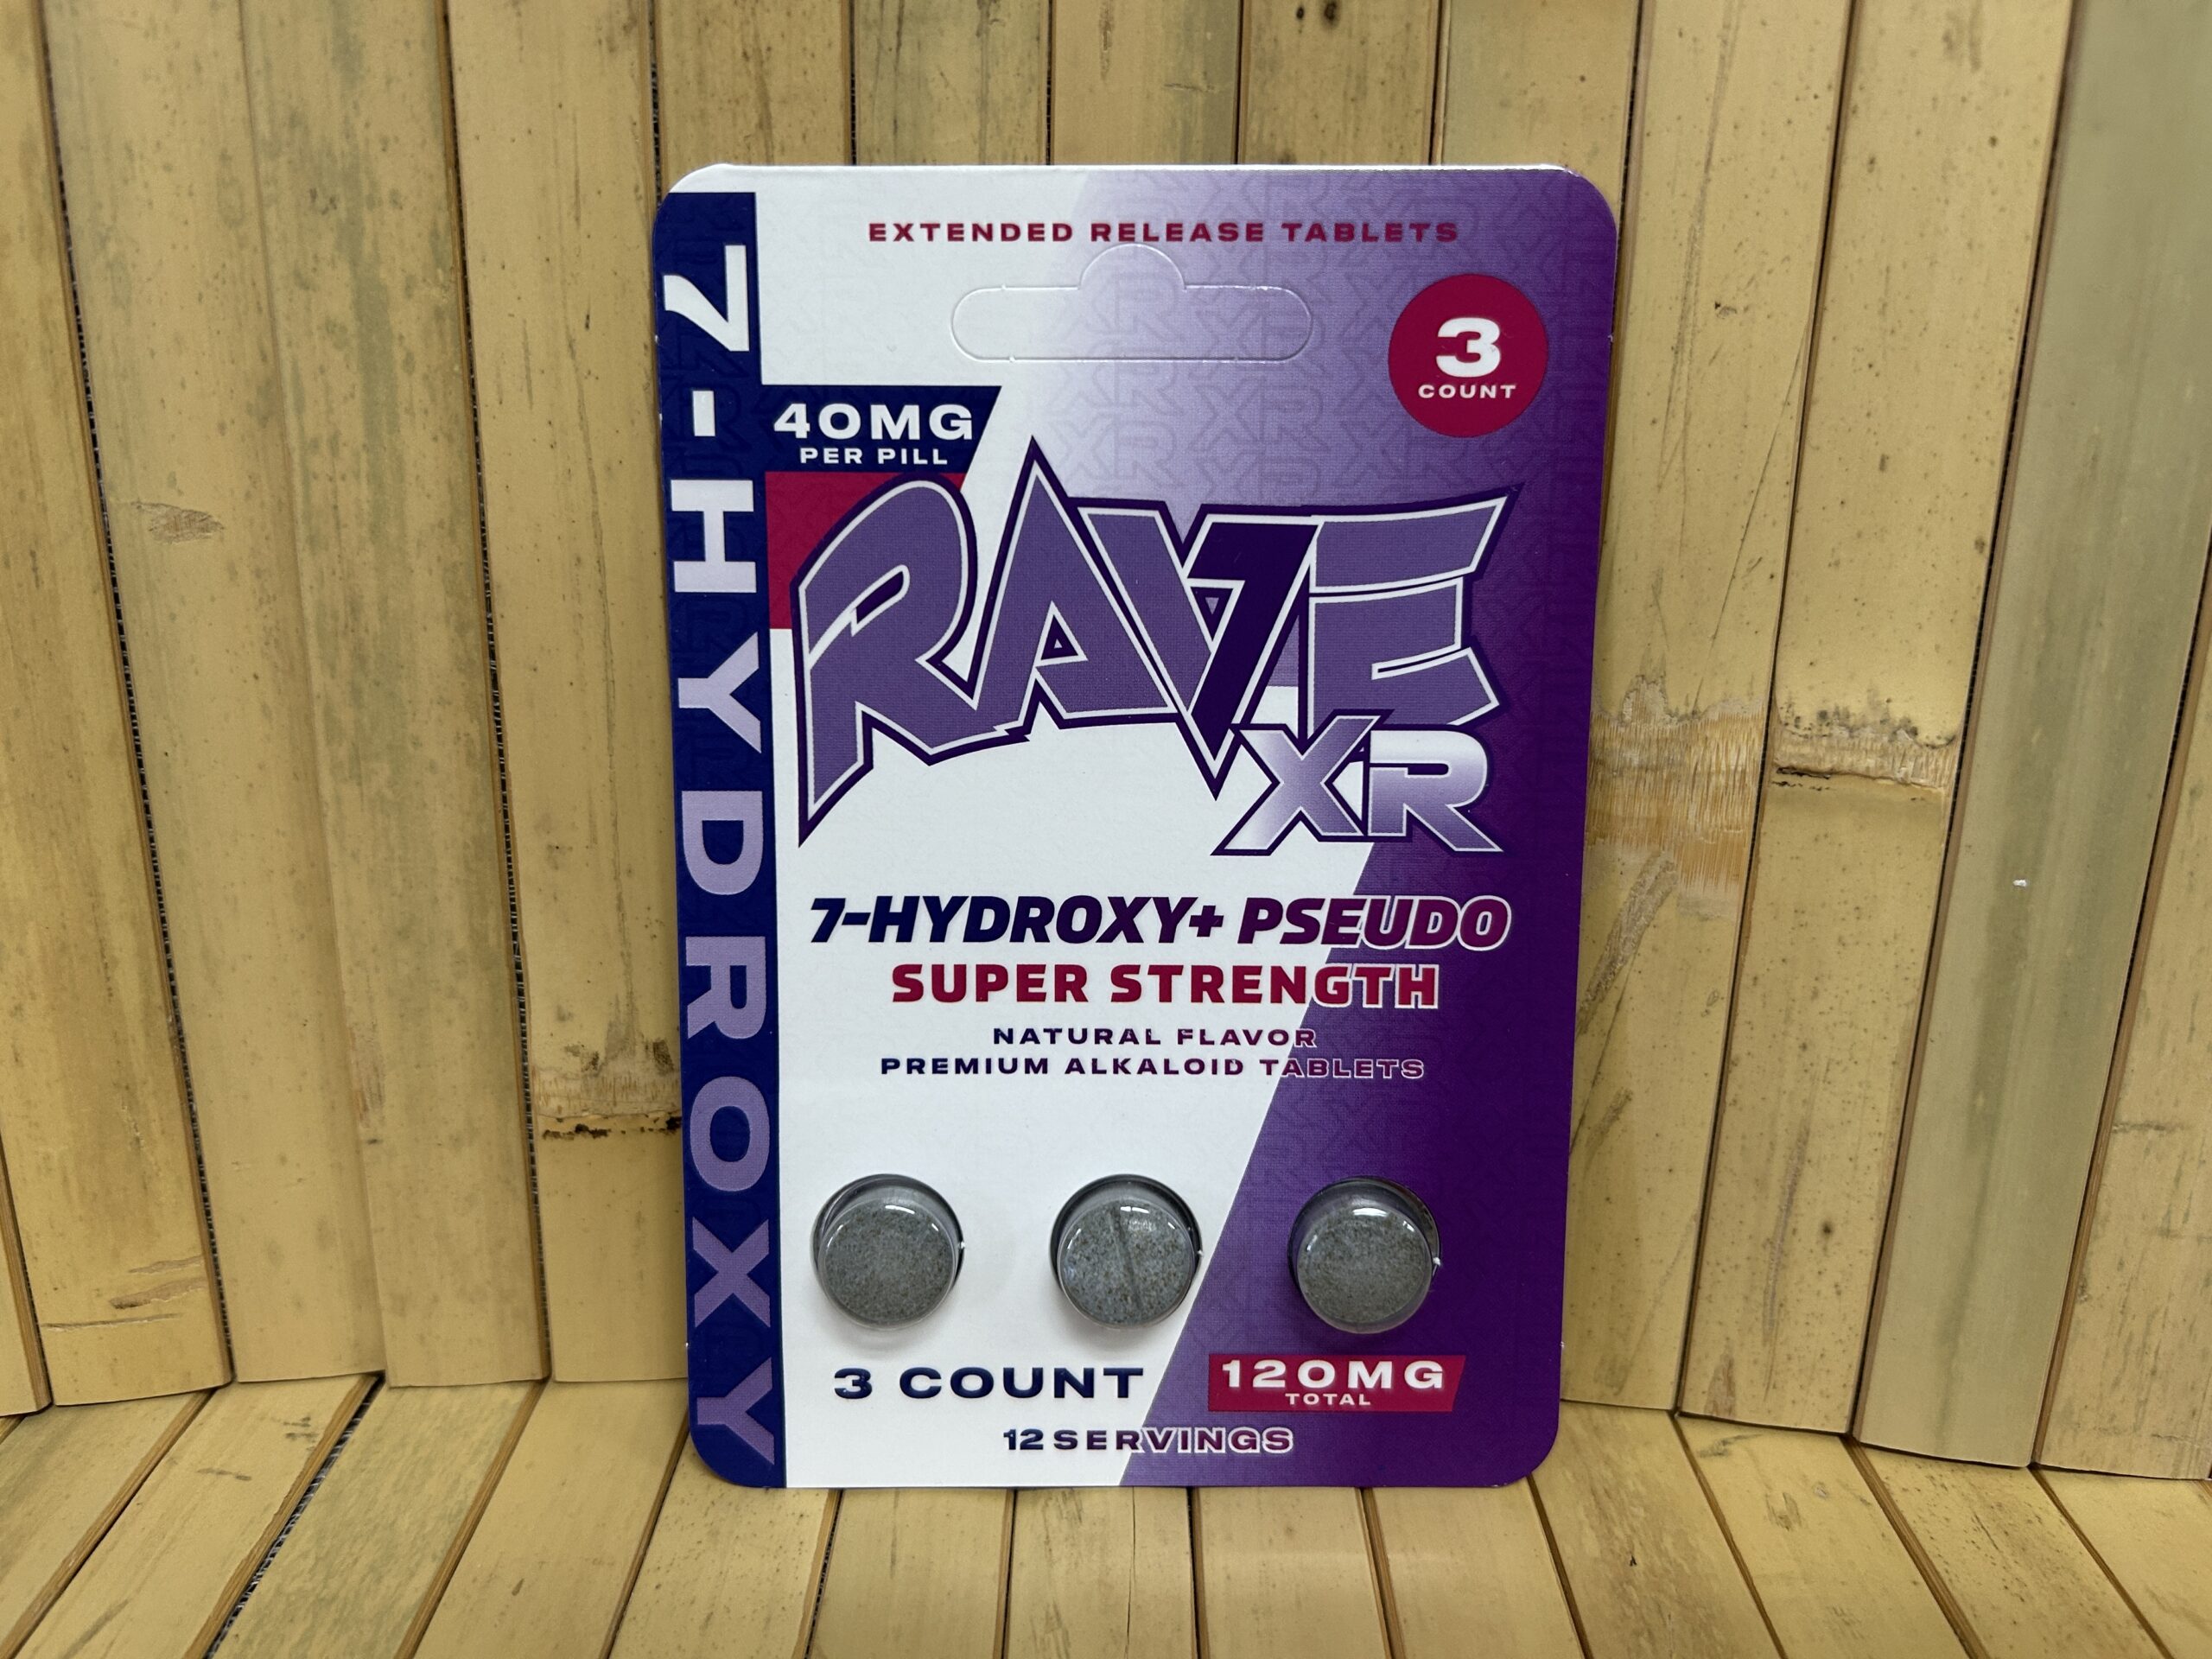 EXTENDED RELEASE TABLETS
3
COUNT
7-HYDROXY
40MG
PER PILL
RAVE
XR
7-HYDROXY+ PSEUDO
SUPER STRENGTH
NATURAL FLAVOR
PREMIUM ALKALOID TABLETS
3 COUNT
120MG
TOTAL
12 SERVINGS